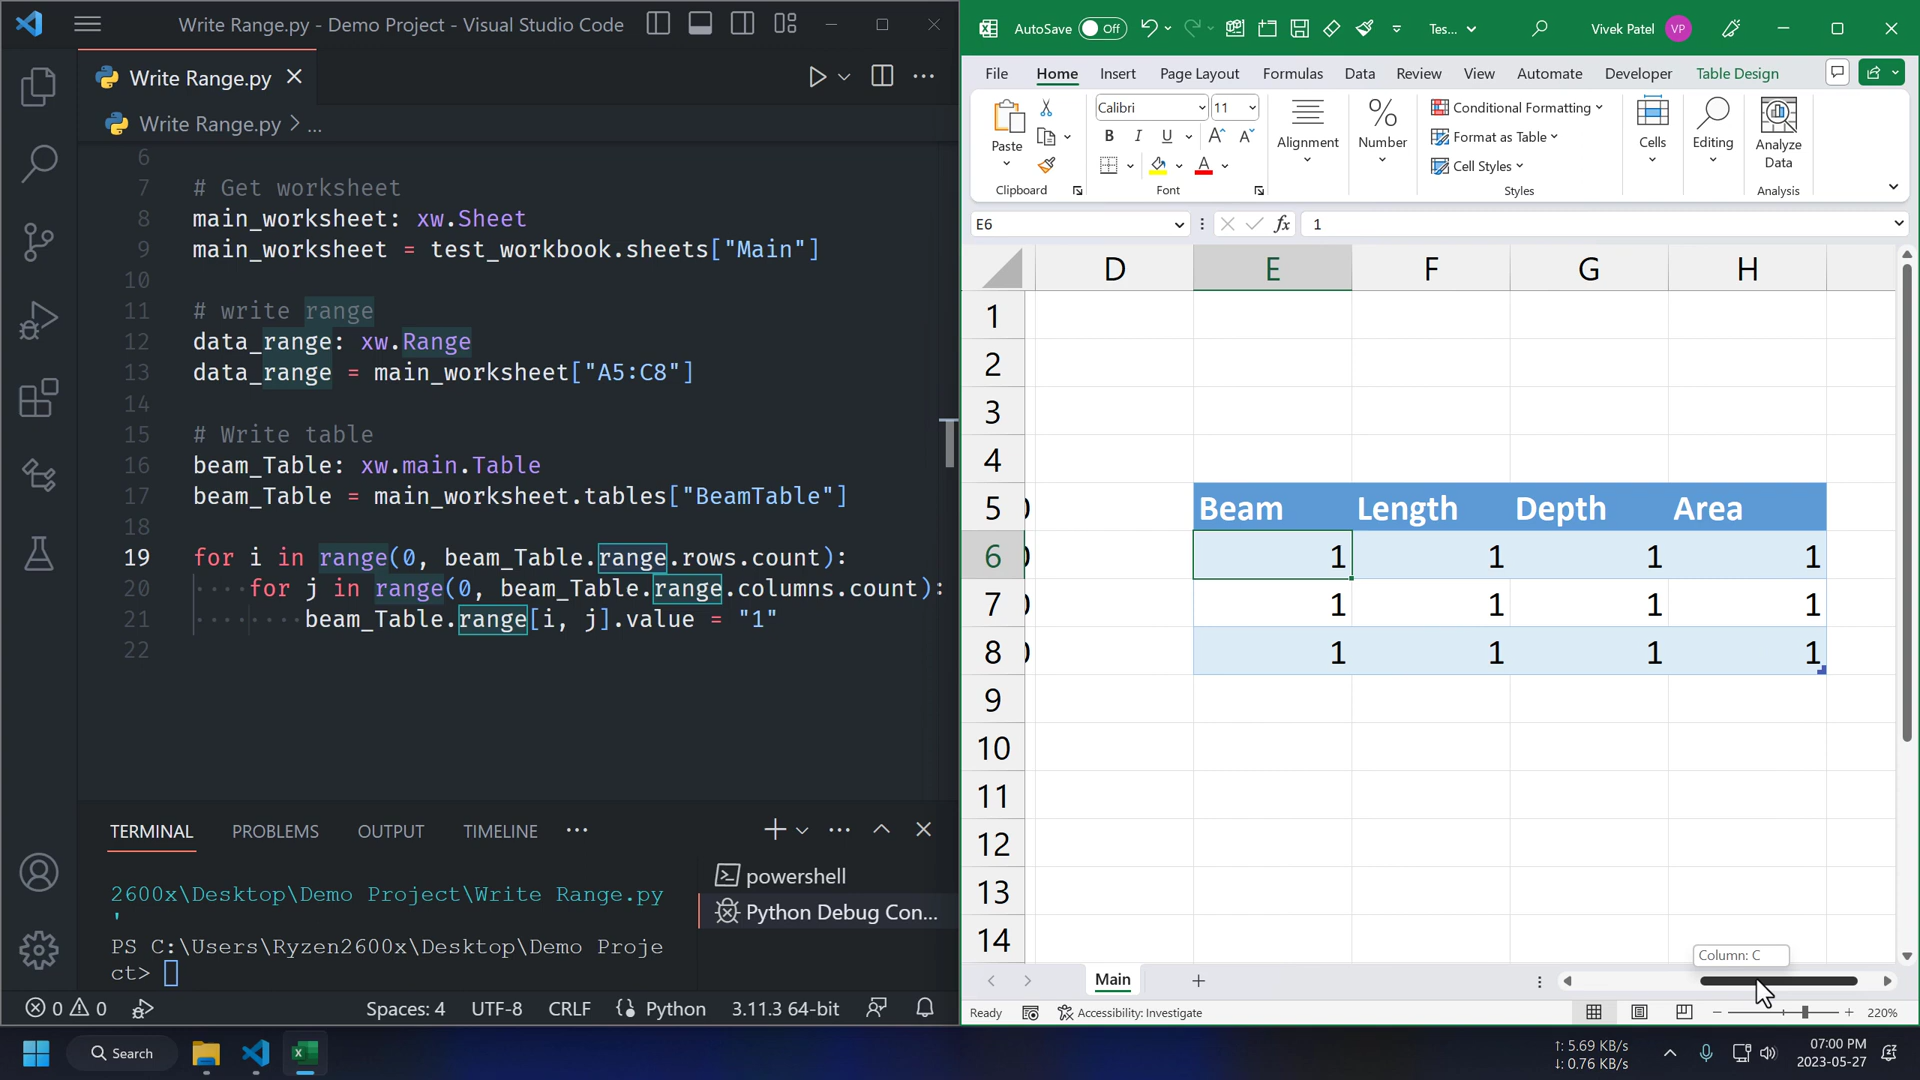 Write Range.py - Demo Project - Visual Studio Code
Write Range.py
Write Range.py > ...
6
7 # Get worksheet
8 main_worksheet: xw.Sheet
9 main_worksheet = test_workbook.sheets["Main"]
10
11 # write range
12 data_range: xw.Range
13 data_range = main_worksheet["A5:C8"]
14
15 # Write table
16 beam_Table: xw.main.Table
17 beam_Table = main_worksheet.tables["BeamTable"]
18
19 for i in range(0, beam_Table.range.rows.count):
20 for j in range(0, beam_Table.range.columns.count):
21 beam_Table.range[i, j].value = "1"
22
TERMINAL PROBLEMS OUTPUT TIMELINE ...
2600x\Desktop\Demo Project\Write Range.py
'
PS C:\Users\Ryzen2600x\Desktop\Demo Proje
ct>
powershell
Python Debug Con...
0 0 Spaces: 4 UTF-8 CRLF {} Python 3.11.3 64-bit
AutoSave Off Tes... Vivek Patel VP
File Home Insert Page Layout Formulas Data Review View Automate Developer Table Design
Paste
Clipboard
Calibri 11
B I U A A
A
Font
Alignment
%
Number
Conditional Formatting
Format as Table
Cell Styles
Styles
Cells
Editing
Analyze
Data
Analysis
E6 fx 1
D E F G H
1
2
3
4
5 Beam Length Depth Area
6 1 1 1 1
7 1 1 1 1
8 1 1 1 1
9
10
11
12
13
14
Column: C
Main
Ready Accessibility: Investigate 220%
Search
↑: 5.69 KB/s
↓: 0.76 KB/s
07:00 PM
2023-05-27